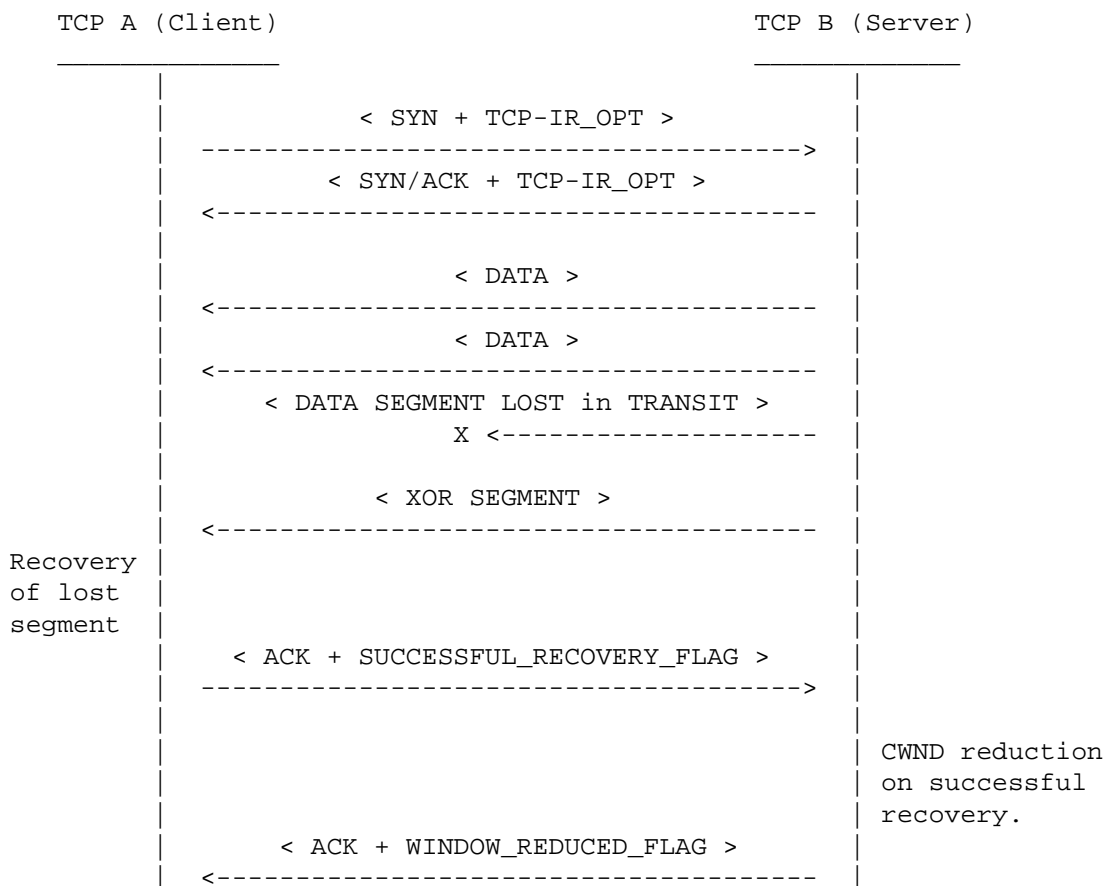 TCP A (Client) TCP B (Server)
< SYN + TCP-IR_OPT >
< SYN/ACK + TCP-IR_OPT >
< DATA >
< DATA >
< DATA SEGMENT LOST in TRANSIT >
X
< XOR SEGMENT >
Recovery
of lost
segment
< ACK + SUCCESSFUL_RECOVERY_FLAG >
CWND reduction
on successful
recovery.
< ACK + WINDOW_REDUCED_FLAG >